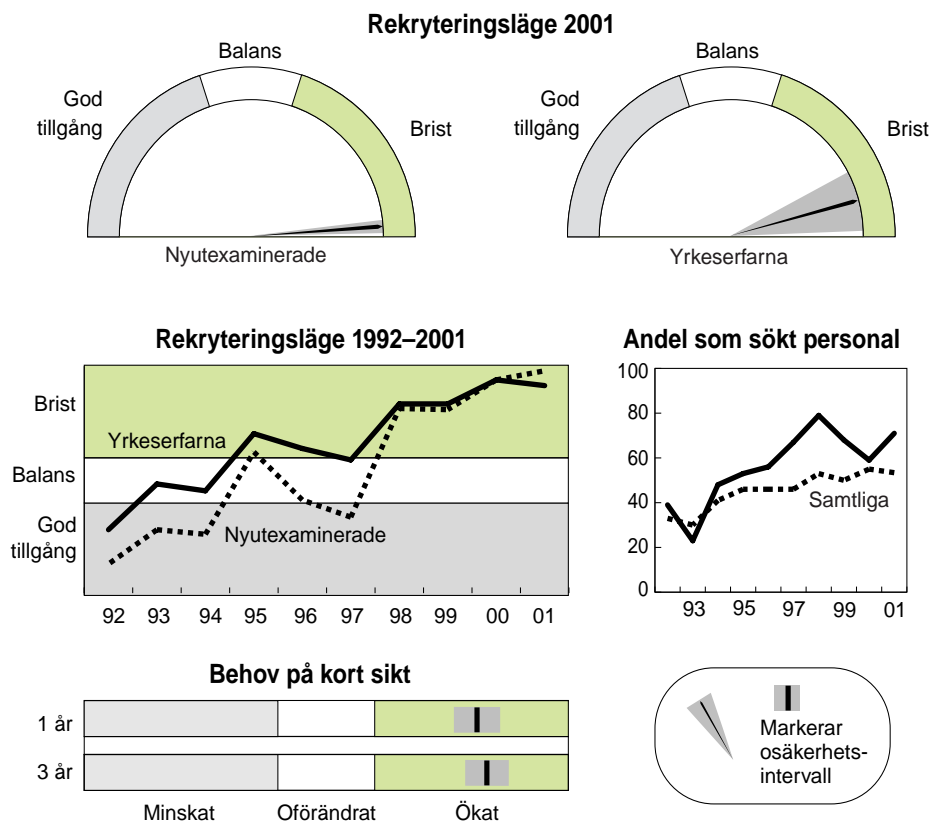 Rekryteringsläge 2001
Balans
God
tillgång
Brist
Nyutexaminerade
Balans
God
tillgång
Brist
Yrkeserfarna
Rekryteringsläge 1992–2001
Brist
Balans
God
tillgång
Yrkeserfarna
Nyutexaminerade
92 93 94 95 96 97 98 99 00 01
Andel som sökt personal
100
80
60
40
20
0
Samtliga
93 95 97 99 01
Behov på kort sikt
1 år
3 år
Minskat Oförändrat Ökat
Markerar
osäkerhets-
intervall